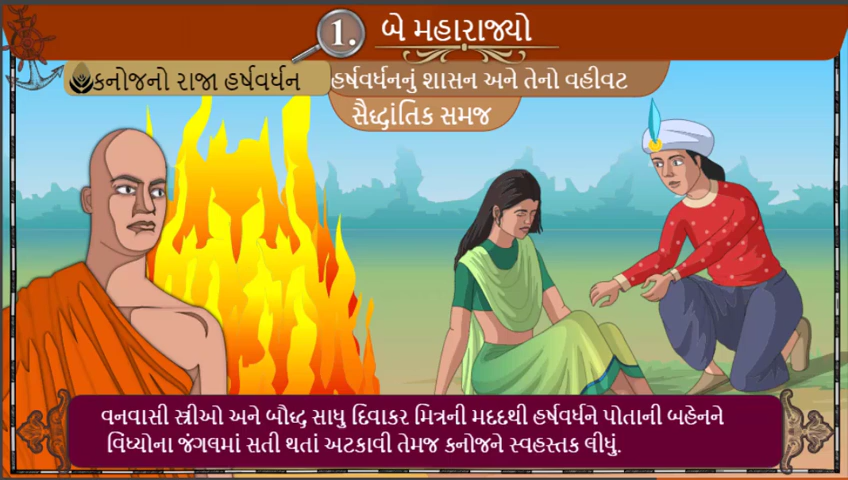 1. બે મહારાજ્યો
કનોજનો રાજા હર્ષવર્ધન
હર્ષવર્ધનનું શાસન અને તેનો વહીવટ
સૈદ્ધાંતિક સમજ
વનવાસી સ્ત્રીઓ અને બૌદ્ધ સાધુ દિવાકર મિત્રની મદદથી હર્ષવર્ધને પોતાની બહેનને
વિંધ્યોના જંગલમાં સતી થતાં અટકાવી તેમજ કનોજને સ્વહસ્તક લીધું.